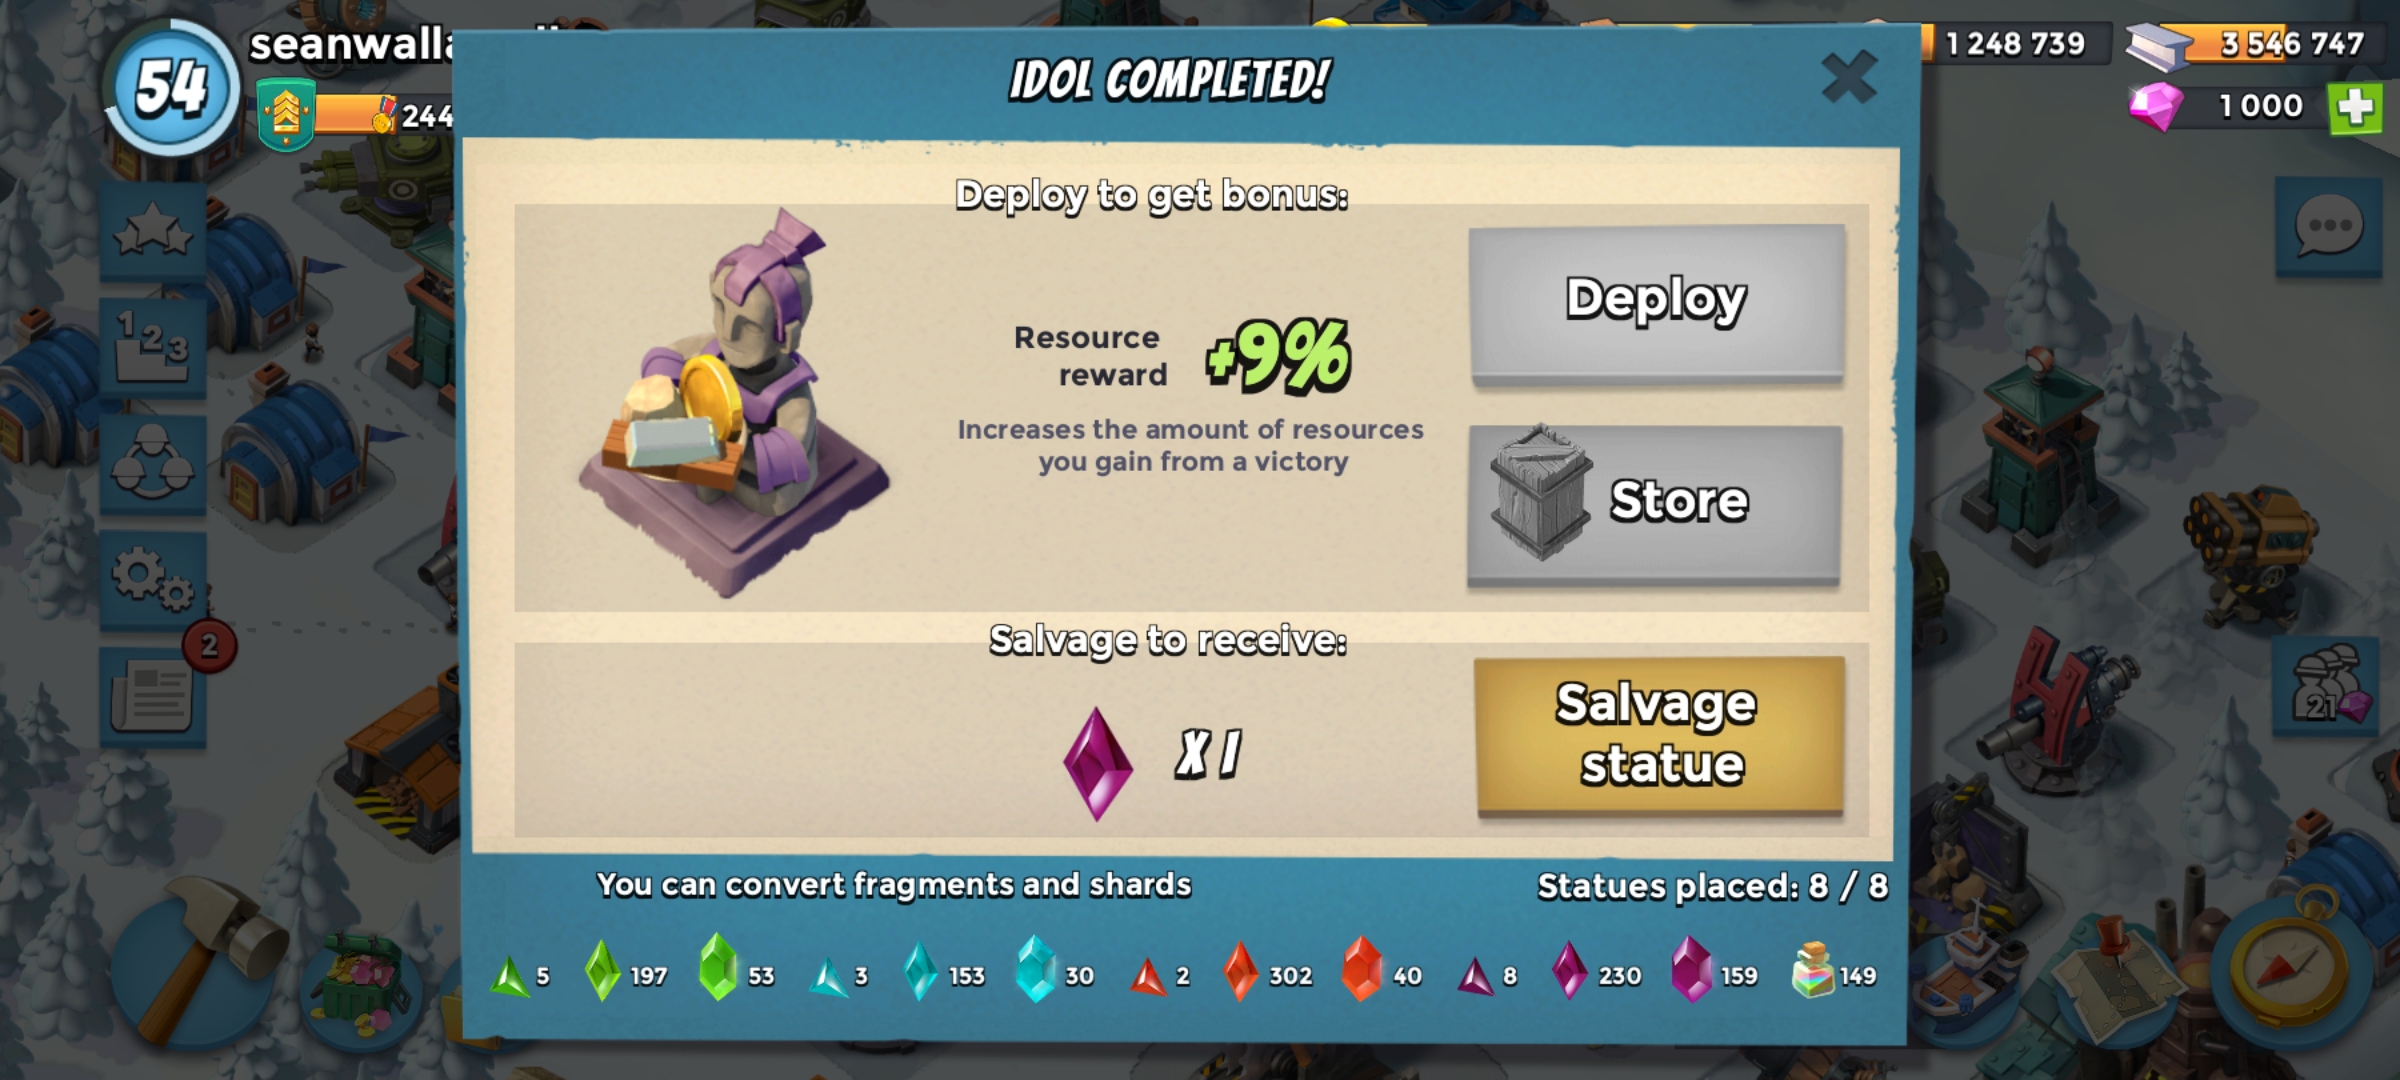 54
seanwall
244
1 248 739
3 546 747
1 000
IDOL COMPLETED!
Deploy to get bonus:
Resource
reward
+9%
Increases the amount of resources
you gain from a victory
Deploy
Store
Salvage to receive:
X 1
Salvage
statue
1 2 3
2
21
You can convert fragments and shards
Statues placed: 8 / 8
5
197
53
3
153
30
2
302
40
8
230
159
149